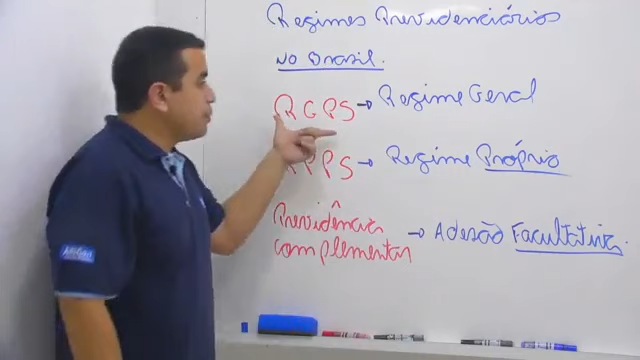 Regimes Previdenciários
no Brasil.
RGPS → Regime Geral
RPPS → Regime Próprio
Previdência complementar → Adesão Facultativa.